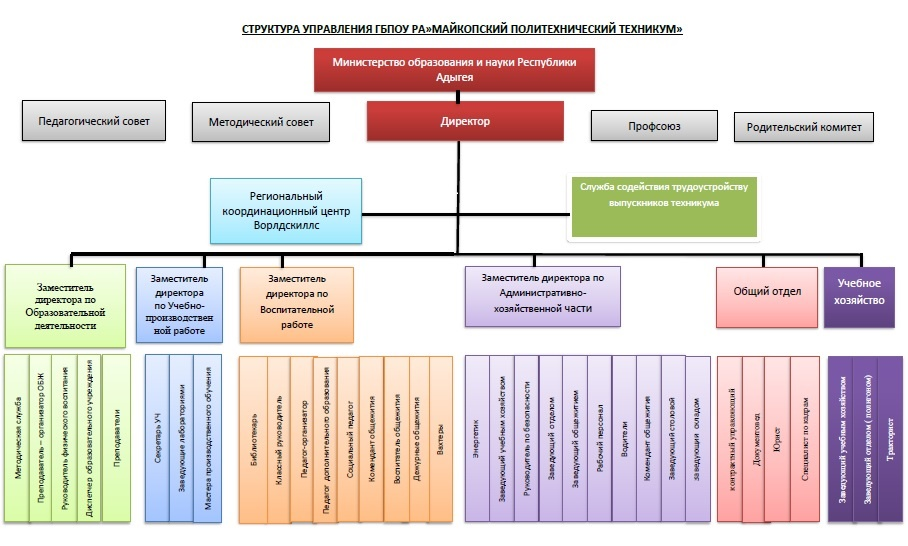 СТРУКТУРА УПРАВЛЕНИЯ ГБПОУ РА»МАЙКОПСКИЙ ПОЛИТЕХНИЧЕСКИЙ ТЕХНИКУМ»
Министерство образования и науки Республики
Адыгея
Педагогический совет
Методический совет
Директор
Профсоюз
Родительский комитет
Региональный
координационный центр
Ворлдскиллс
Служба содействия трудоустройству
выпускников техникума
Заместитель
директора по
Образовательной
деятельности
Заместитель
директора
по Учебно-
производствен
ной работе
Заместитель
директора по
Воспитательной
работе
Заместитель директора по
Административно-
хозяйственной части
Общий отдел
Учебное
хозяйство
Методическая служба
Преподаватель – организатор ОБЖ
Руководитель физического воспитания
Диспетчер образовательного учреждения
Преподаватели
Секретарь УЧ
Заведующие лабораториями
Мастера производственного обучения
Библиотекарь
Классный руководитель
Педагог-организатор
Педагог дополнительного образования
Социальный педагог
Комендант общежития
Воспитатель общежития
Дежурные общежития
Вахтеры
Энергетик
Заведующий учебным хозяйством
Руководитель по безопасности
Заведующий отделом
Заведующий общежитием
Рабочий персонал
Водители
Комендант общежития
Заведующий столовой
Заведующий складом
контрактный управляющий
Документовед
Юрист
Специалист по кадрам
Заведующий учебным хозяйством
Заведующий отделом ( полигоном)
Тракторист